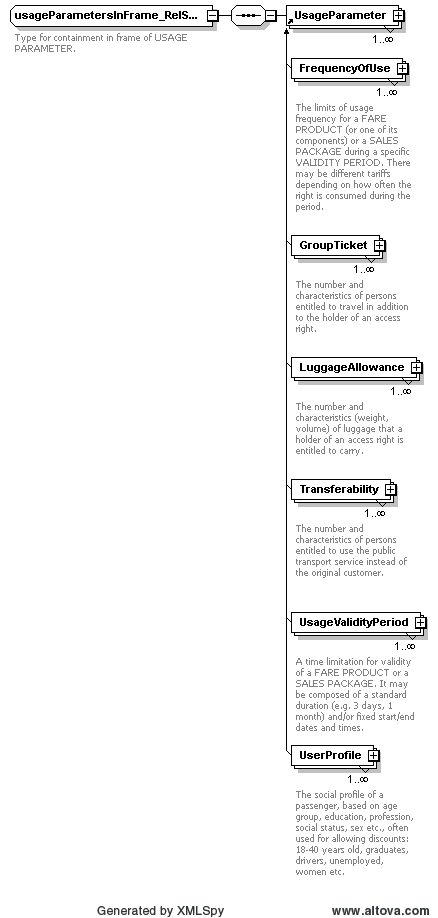 usageParametersInFrame_RelS...
UsageParameter
1..∞
Type for containment in frame of USAGE
PARAMETER.
FrequencyOfUse
1..∞
The limits of usage
frequency for a FARE
PRODUCT (or one of its
components) or a SALES
PACKAGE during a specific
VALIDITY PERIOD. There
may be different tariffs
depending on how often the
right is consumed during the
period.
GroupTicket
1..∞
The number and
characteristics of persons
entitled to travel in addition
to the holder of an access
right.
LuggageAllowance
1..∞
The number and
characteristics (weight,
volume) of luggage that a
holder of an access right is
entitled to carry.
Transferability
1..∞
The number and
characteristics of persons
entitled to use the public
transport service instead of
the original customer.
UsageValidityPeriod
1..∞
A time limitation for validity
of a FARE PRODUCT or a
SALES PACKAGE. It may
be composed of a standard
duration (e.g. 3 days, 1
month) and/or fixed start/end
dates and times.
UserProfile
1..∞
The social profile of a
passenger, based on age
group, education, profession,
social status, sex etc., often
used for allowing discounts:
18-40 years old, graduates,
drivers, unemployed,
women etc.
Generated by XMLSpy
www.altova.com